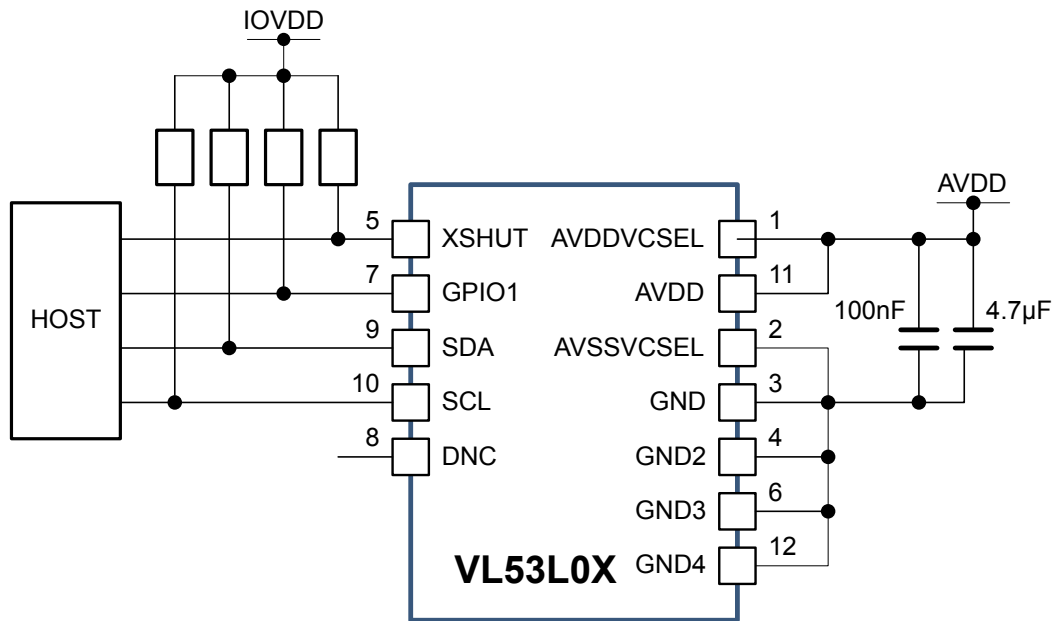 IOVDD
AVDD
HOST
5 XSHUT
7 GPIO1
9 SDA
10 SCL
8 DNC
AVDDVCSEL 1
AVDD 11
AVSSVCSEL 2
GND 3
GND2 4
GND3 6
GND4 12
100nF
4.7µF
VL53L0X